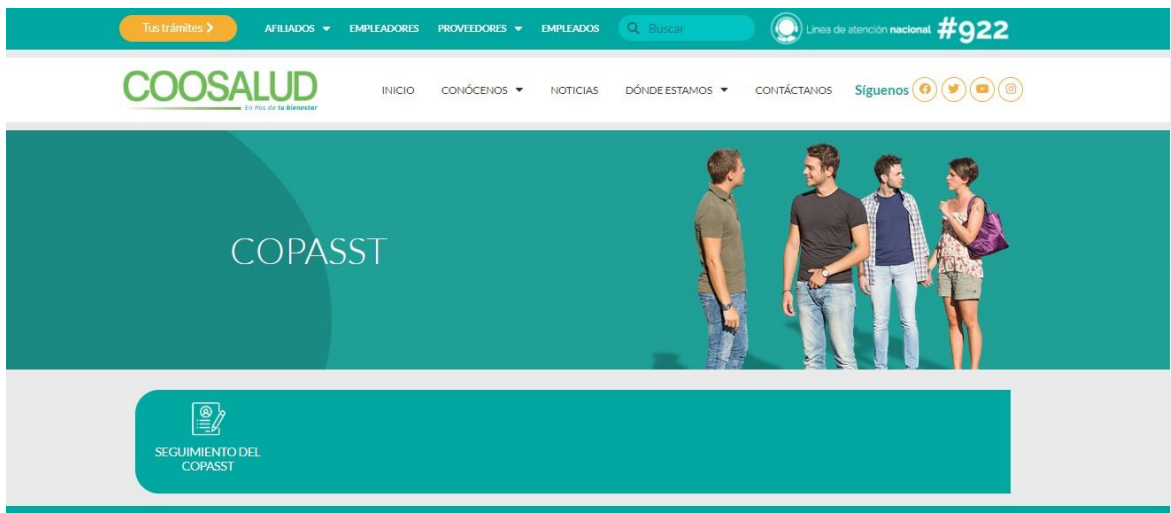 Tus trámites
AFILIADOS
EMPLEADORES
PROVEEDORES
EMPLEADOS
Buscar
Línea de atención nacional #922
COOSALUD
En Pos de tu bienestar
INICIO
CONÓCENOS
NOTICIAS
DÓNDE ESTAMOS
CONTÁCTANOS
Síguenos
COPASST
SEGUIMIENTO DEL
COPASST